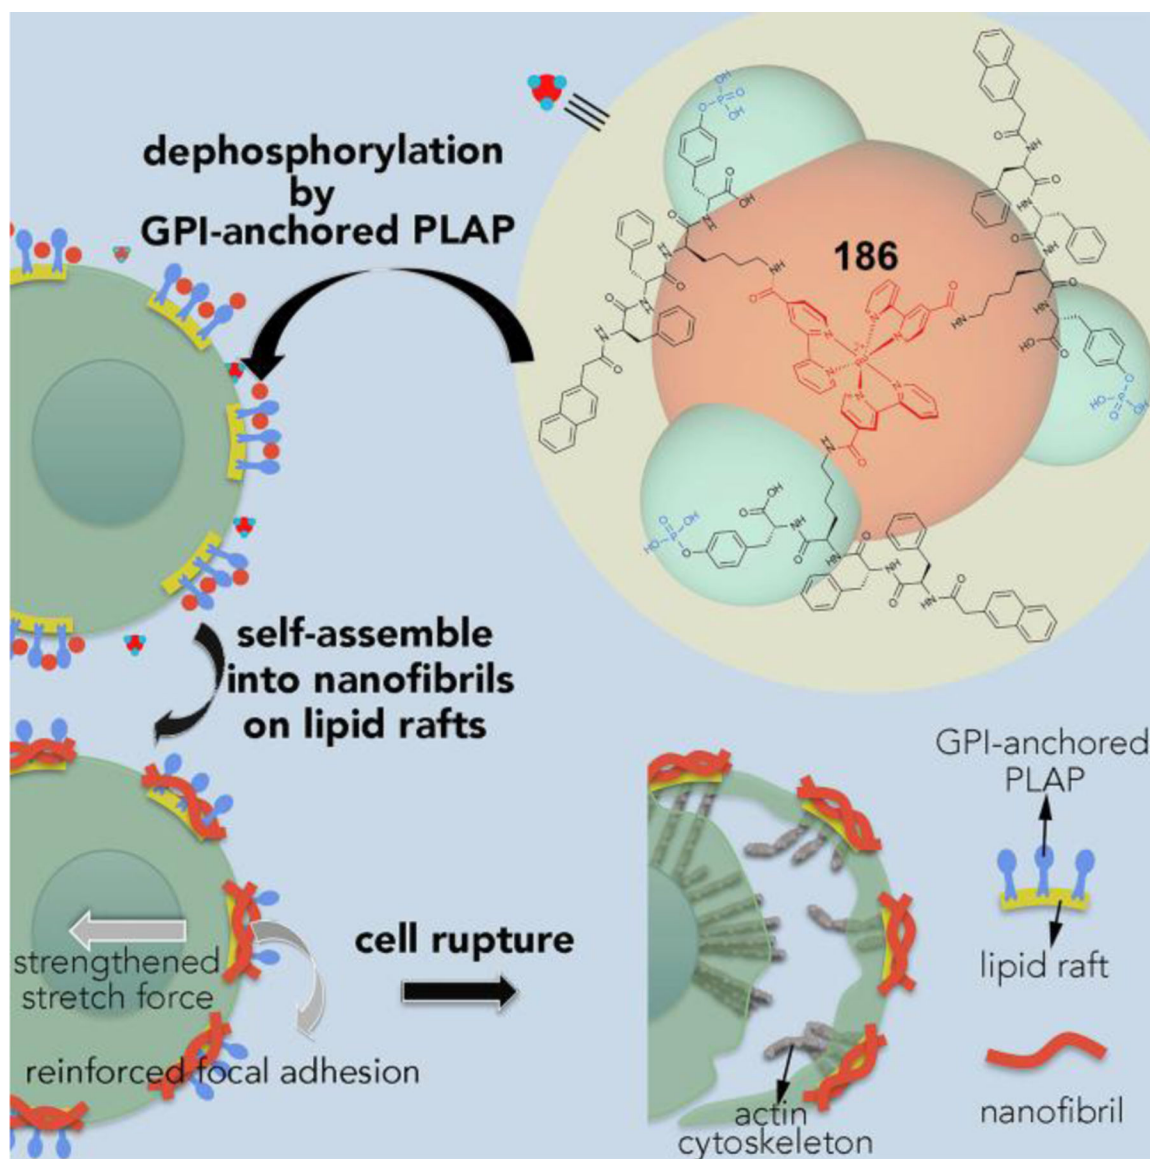 dephosphorylation
by
GPI-anchored PLAP
186
self-assemble
into nanofibrils
on lipid rafts
strengthened
stretch force
reinforced focal adhesion
cell rupture
actin
cytoskeleton
GPI-anchored
PLAP
lipid raft
nanofibril